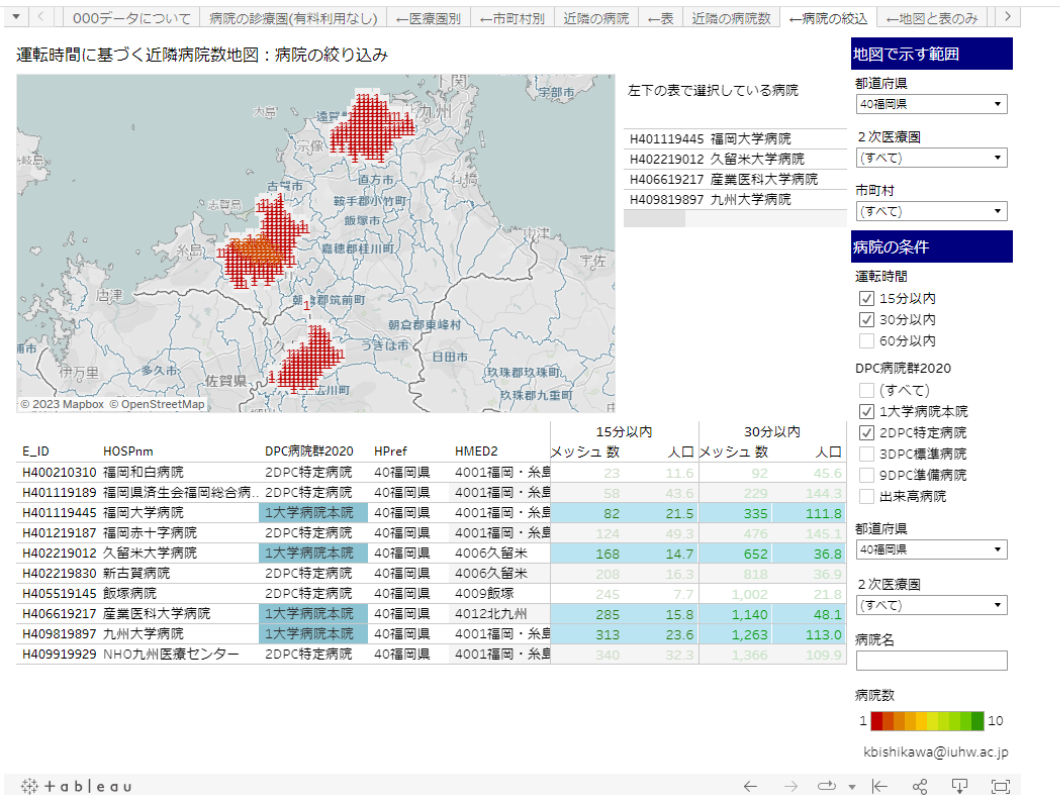 000データについて 病院の診療圏(有料利用なし) ←医療圏別 ←市町村別 近隣の病院 ←表 近隣の病院数 ←病院の絞込 ←地図と表のみ
運転時間に基づく近隣病院数地図：病院の絞り込み
宇部市
大島
九州
宗像
古賀市
直方市
行橋
鞍手郡小竹町
志賀島
飯塚市
嘉穂郡桂川町
糸島
中津
宇佐
唐津
朝倉郡筑前町
朝倉郡東峰村
うきは市
日田市
伊万里
多久市
佐賀県
広川町
玖珠郡玖珠町
玖珠郡九重町
© 2023 Mapbox © OpenStreetMap
左下の表で選択している病院
H401119445 福岡大学病院
H402219012 久留米大学病院
H406619217 産業医科大学病院
H409819897 九州大学病院
15分以内 30分以内
E_ID HOSPnm DPC病院群2020 HPref HMED2 メッシュ数 人口 メッシュ数 人口
H400210310 福岡和白病院 2DPC特定病院 40福岡県 4001福岡・糸島 23 11.6 92 45.6
H401119189 福岡県済生会福岡総合病.. 2DPC特定病院 40福岡県 4001福岡・糸島 58 43.6 229 144.3
H401119445 福岡大学病院 1大学病院本院 40福岡県 4001福岡・糸島 82 21.5 335 111.8
H401219187 福岡赤十字病院 2DPC特定病院 40福岡県 4001福岡・糸島 124 49.3 476 145.1
H402219012 久留米大学病院 1大学病院本院 40福岡県 4006久留米 168 14.7 652 36.8
H402219830 新古賀病院 2DPC特定病院 40福岡県 4006久留米 208 16.3 818 36.9
H405519145 飯塚病院 2DPC特定病院 40福岡県 4009飯塚 245 7.7 1,002 21.8
H406619217 産業医科大学病院 1大学病院本院 40福岡県 4012北九州 285 15.8 1,140 48.1
H409819897 九州大学病院 1大学病院本院 40福岡県 4001福岡・糸島 313 23.6 1,263 113.0
H409919929 NHO九州医療センター 2DPC特定病院 40福岡県 4001福岡・糸島 340 32.3 1,366 109.9
地図で示す範囲
都道府県
40福岡県
２次医療圏
(すべて)
市町村
(すべて)
病院の条件
運転時間
15分以内
30分以内
60分以内
DPC病院群2020
(すべて)
1大学病院本院
2DPC特定病院
3DPC標準病院
9DPC準備病院
出来高病院
都道府県
40福岡県
２次医療圏
(すべて)
病院名
病院数
1 10
kbishikawa@iuhw.ac.jp
+ableau